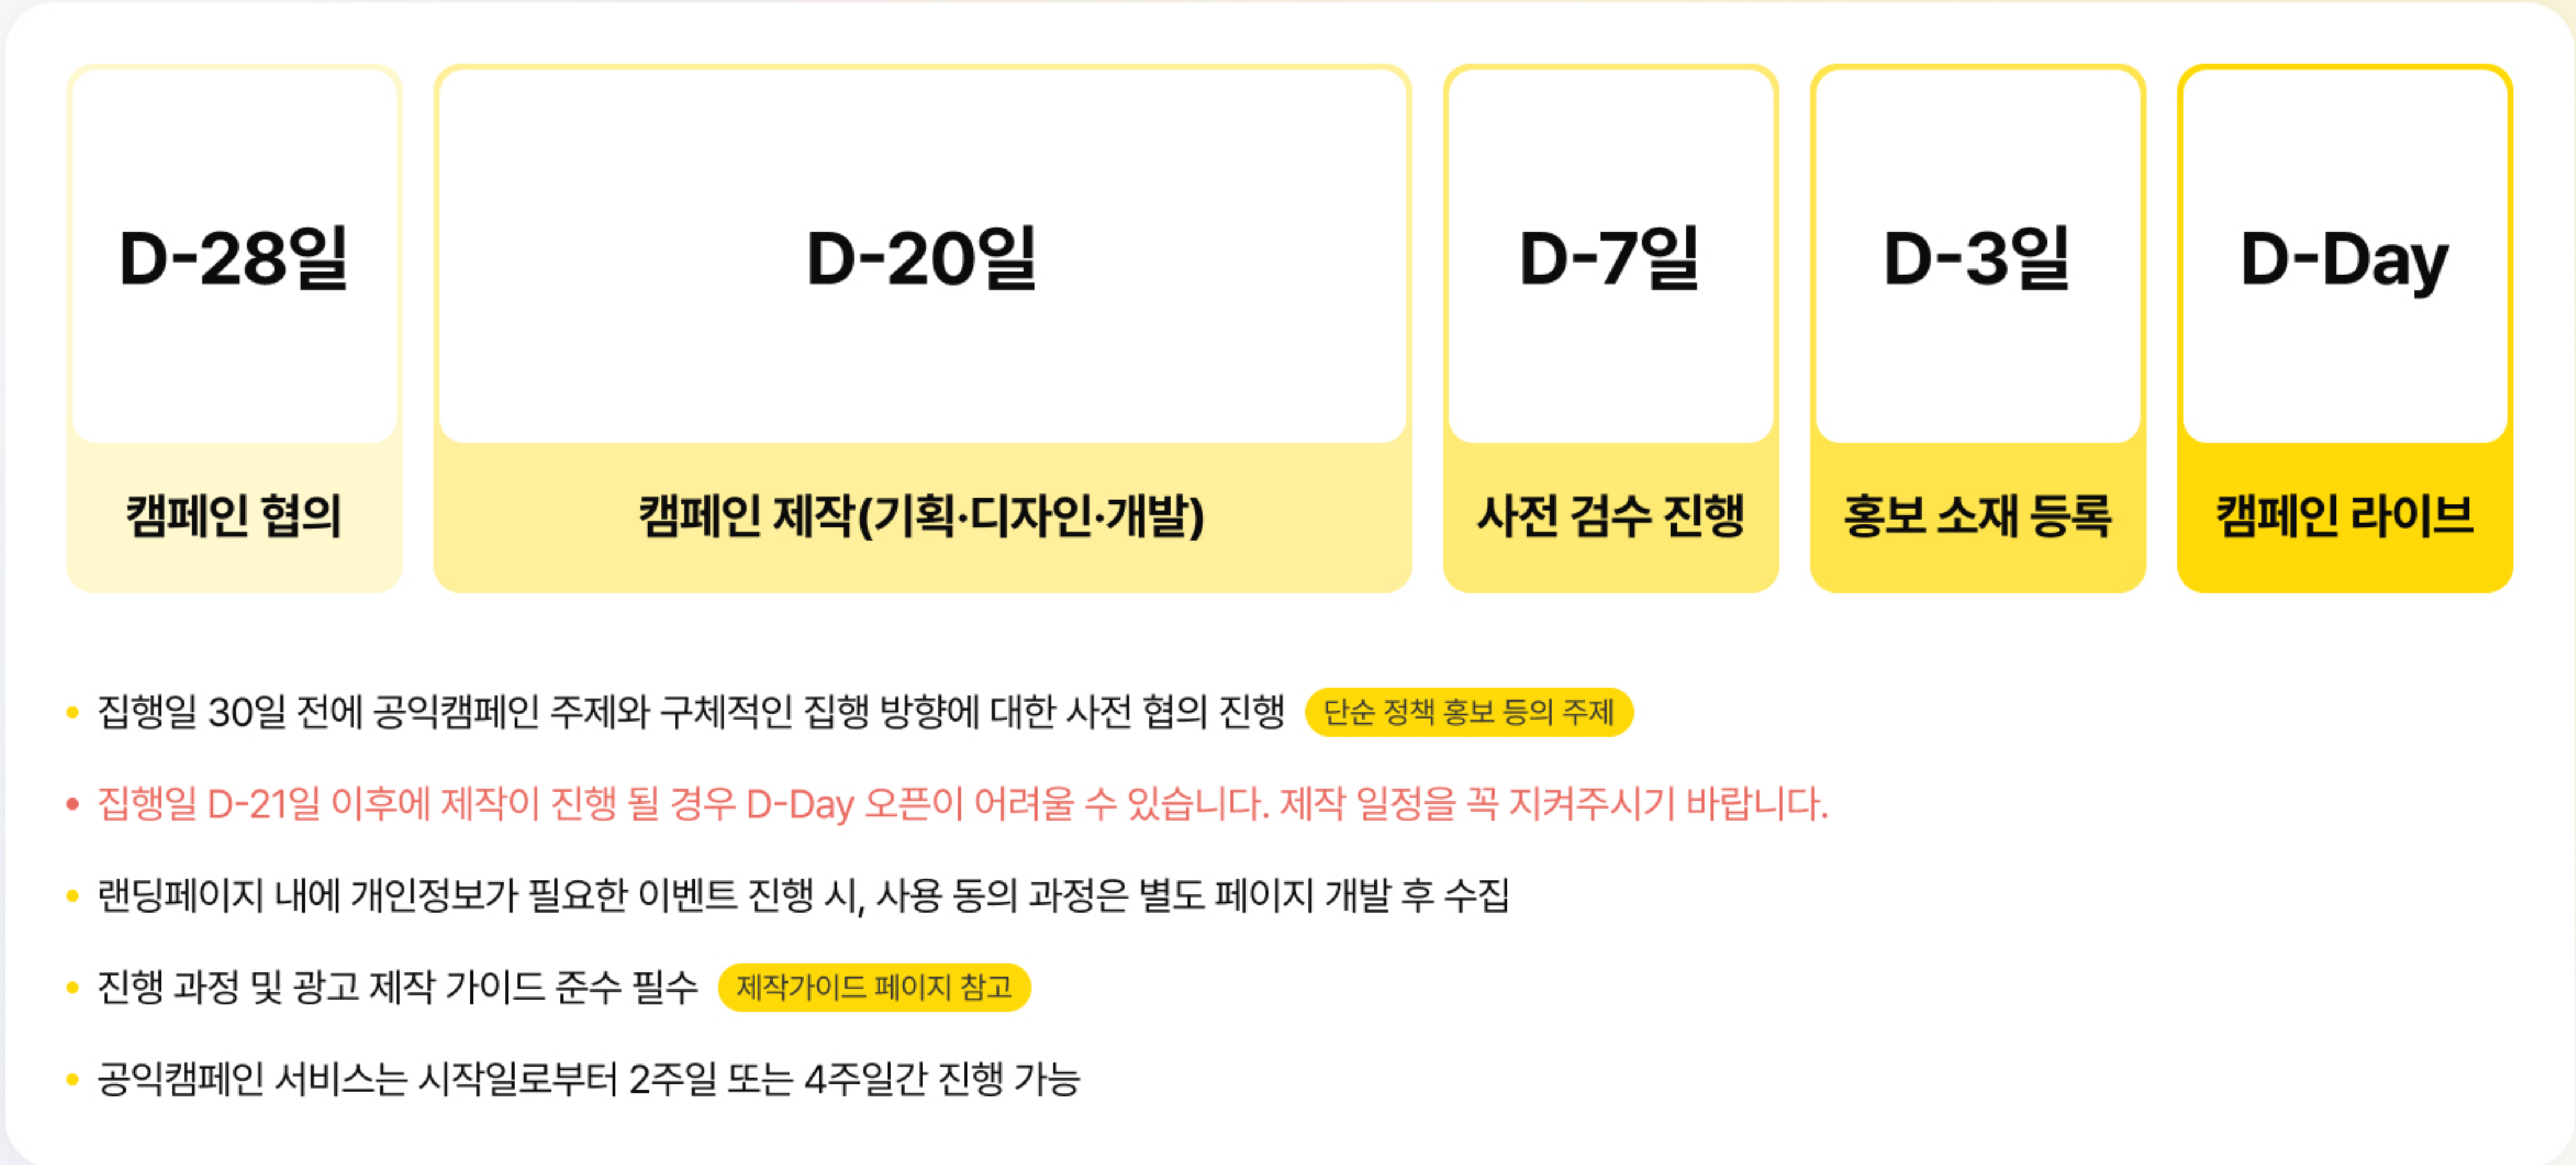 D-28일
캠페인 협의
D-20일
캠페인 제작(기획·디자인·개발)
D-7일
사전 검수 진행
D-3일
홍보 소재 등록
D-Day
캠페인 라이브
집행일 30일 전에 공익캠페인 주제와 구체적인 집행 방향에 대한 사전 협의 진행 단순 정책 홍보 등의 주제
집행일 D-21일 이후에 제작이 진행 될 경우 D-Day 오픈이 어려울 수 있습니다. 제작 일정을 꼭 지켜주시기 바랍니다.
랜딩페이지 내에 개인정보가 필요한 이벤트 진행 시, 사용 동의 과정은 별도 페이지 개발 후 수집
진행 과정 및 광고 제작 가이드 준수 필수 제작가이드 페이지 참고
공익캠페인 서비스는 시작일로부터 2주일 또는 4주일간 진행 가능